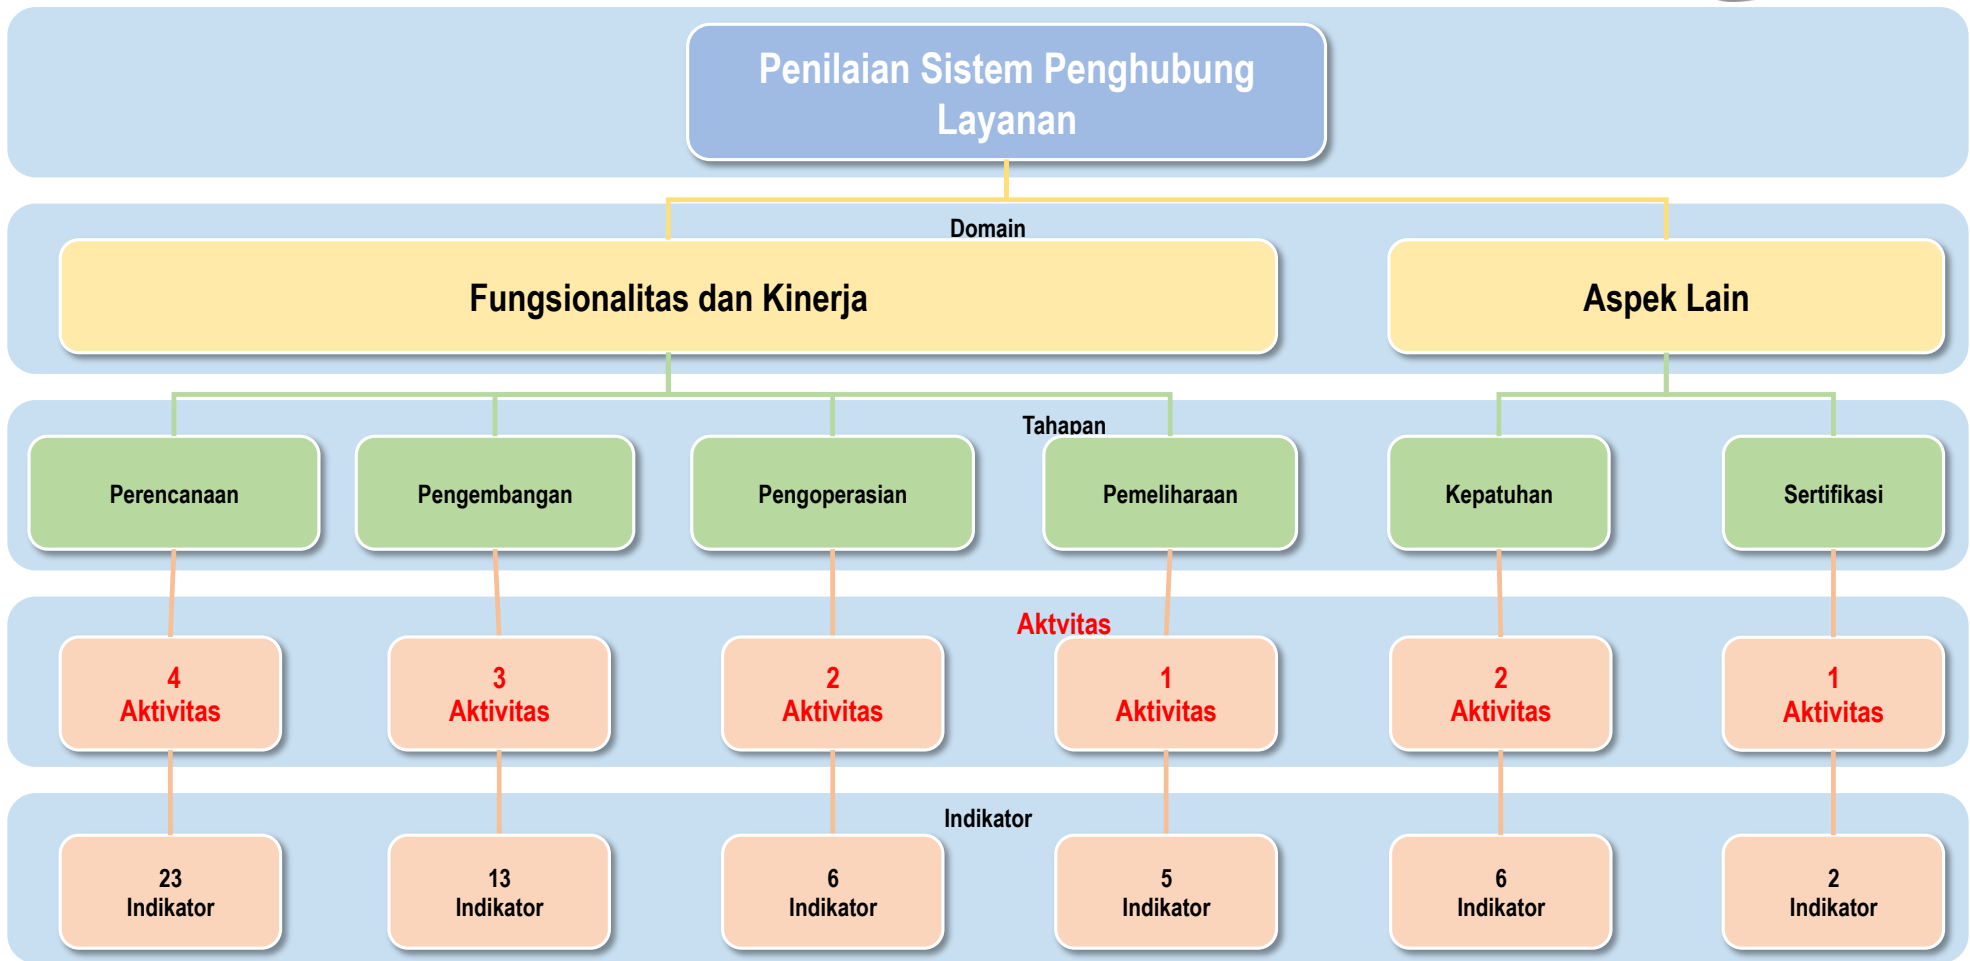 Penilaian Sistem Penghubung
Layanan
Domain
Fungsionalitas dan Kinerja
Aspek Lain
Tahapan
Perencanaan
Pengembangan
Pengoperasian
Pemeliharaan
Kepatuhan
Sertifikasi
Aktvitas
4
Aktivitas
3
Aktivitas
2
Aktivitas
1
Aktivitas
2
Aktivitas
1
Aktivitas
Indikator
23
Indikator
13
Indikator
6
Indikator
5
Indikator
6
Indikator
2
Indikator